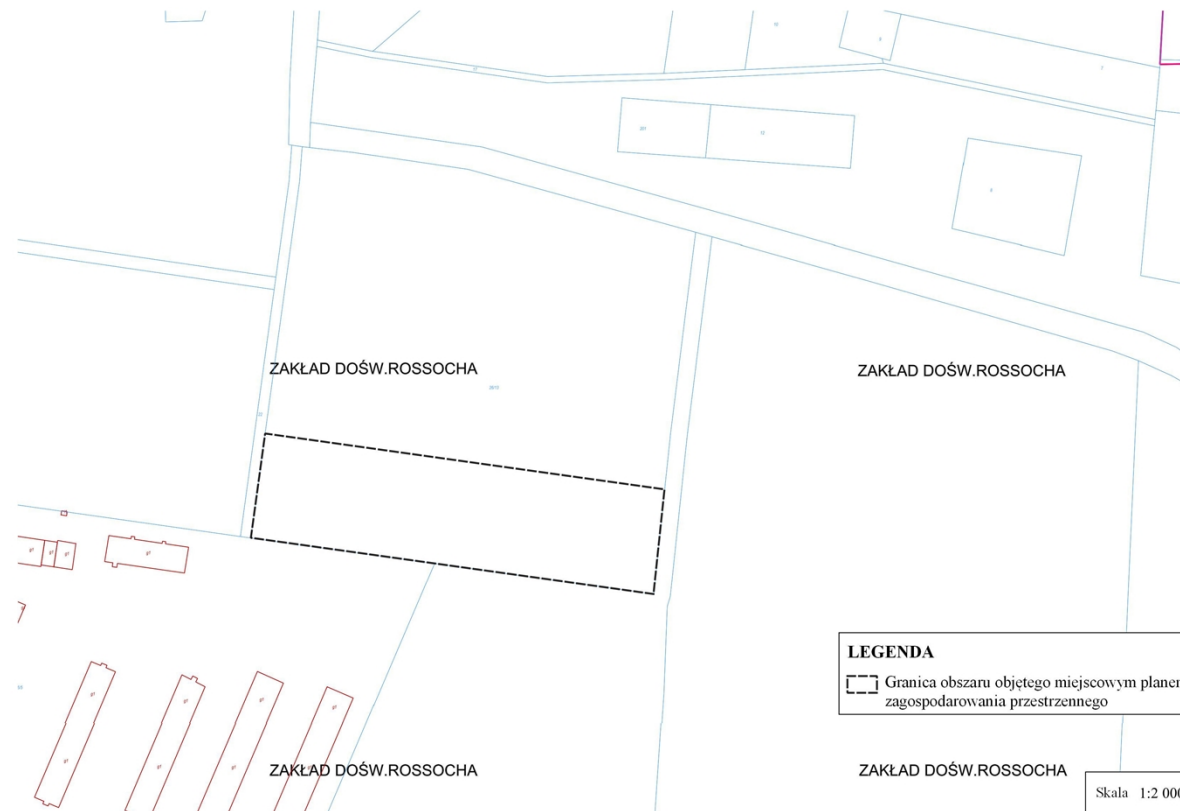 ZAKŁAD DOŚW.ROSSOCHA
ZAKŁAD DOŚW.ROSSOCHA
LEGENDA
Granica obszaru objętego miejscowym planem
zagospodarowania przestrzennego
ZAKŁAD DOŚW.ROSSOCHA
ZAKŁAD DOŚW.ROSSOCHA
Skala 1:2 000